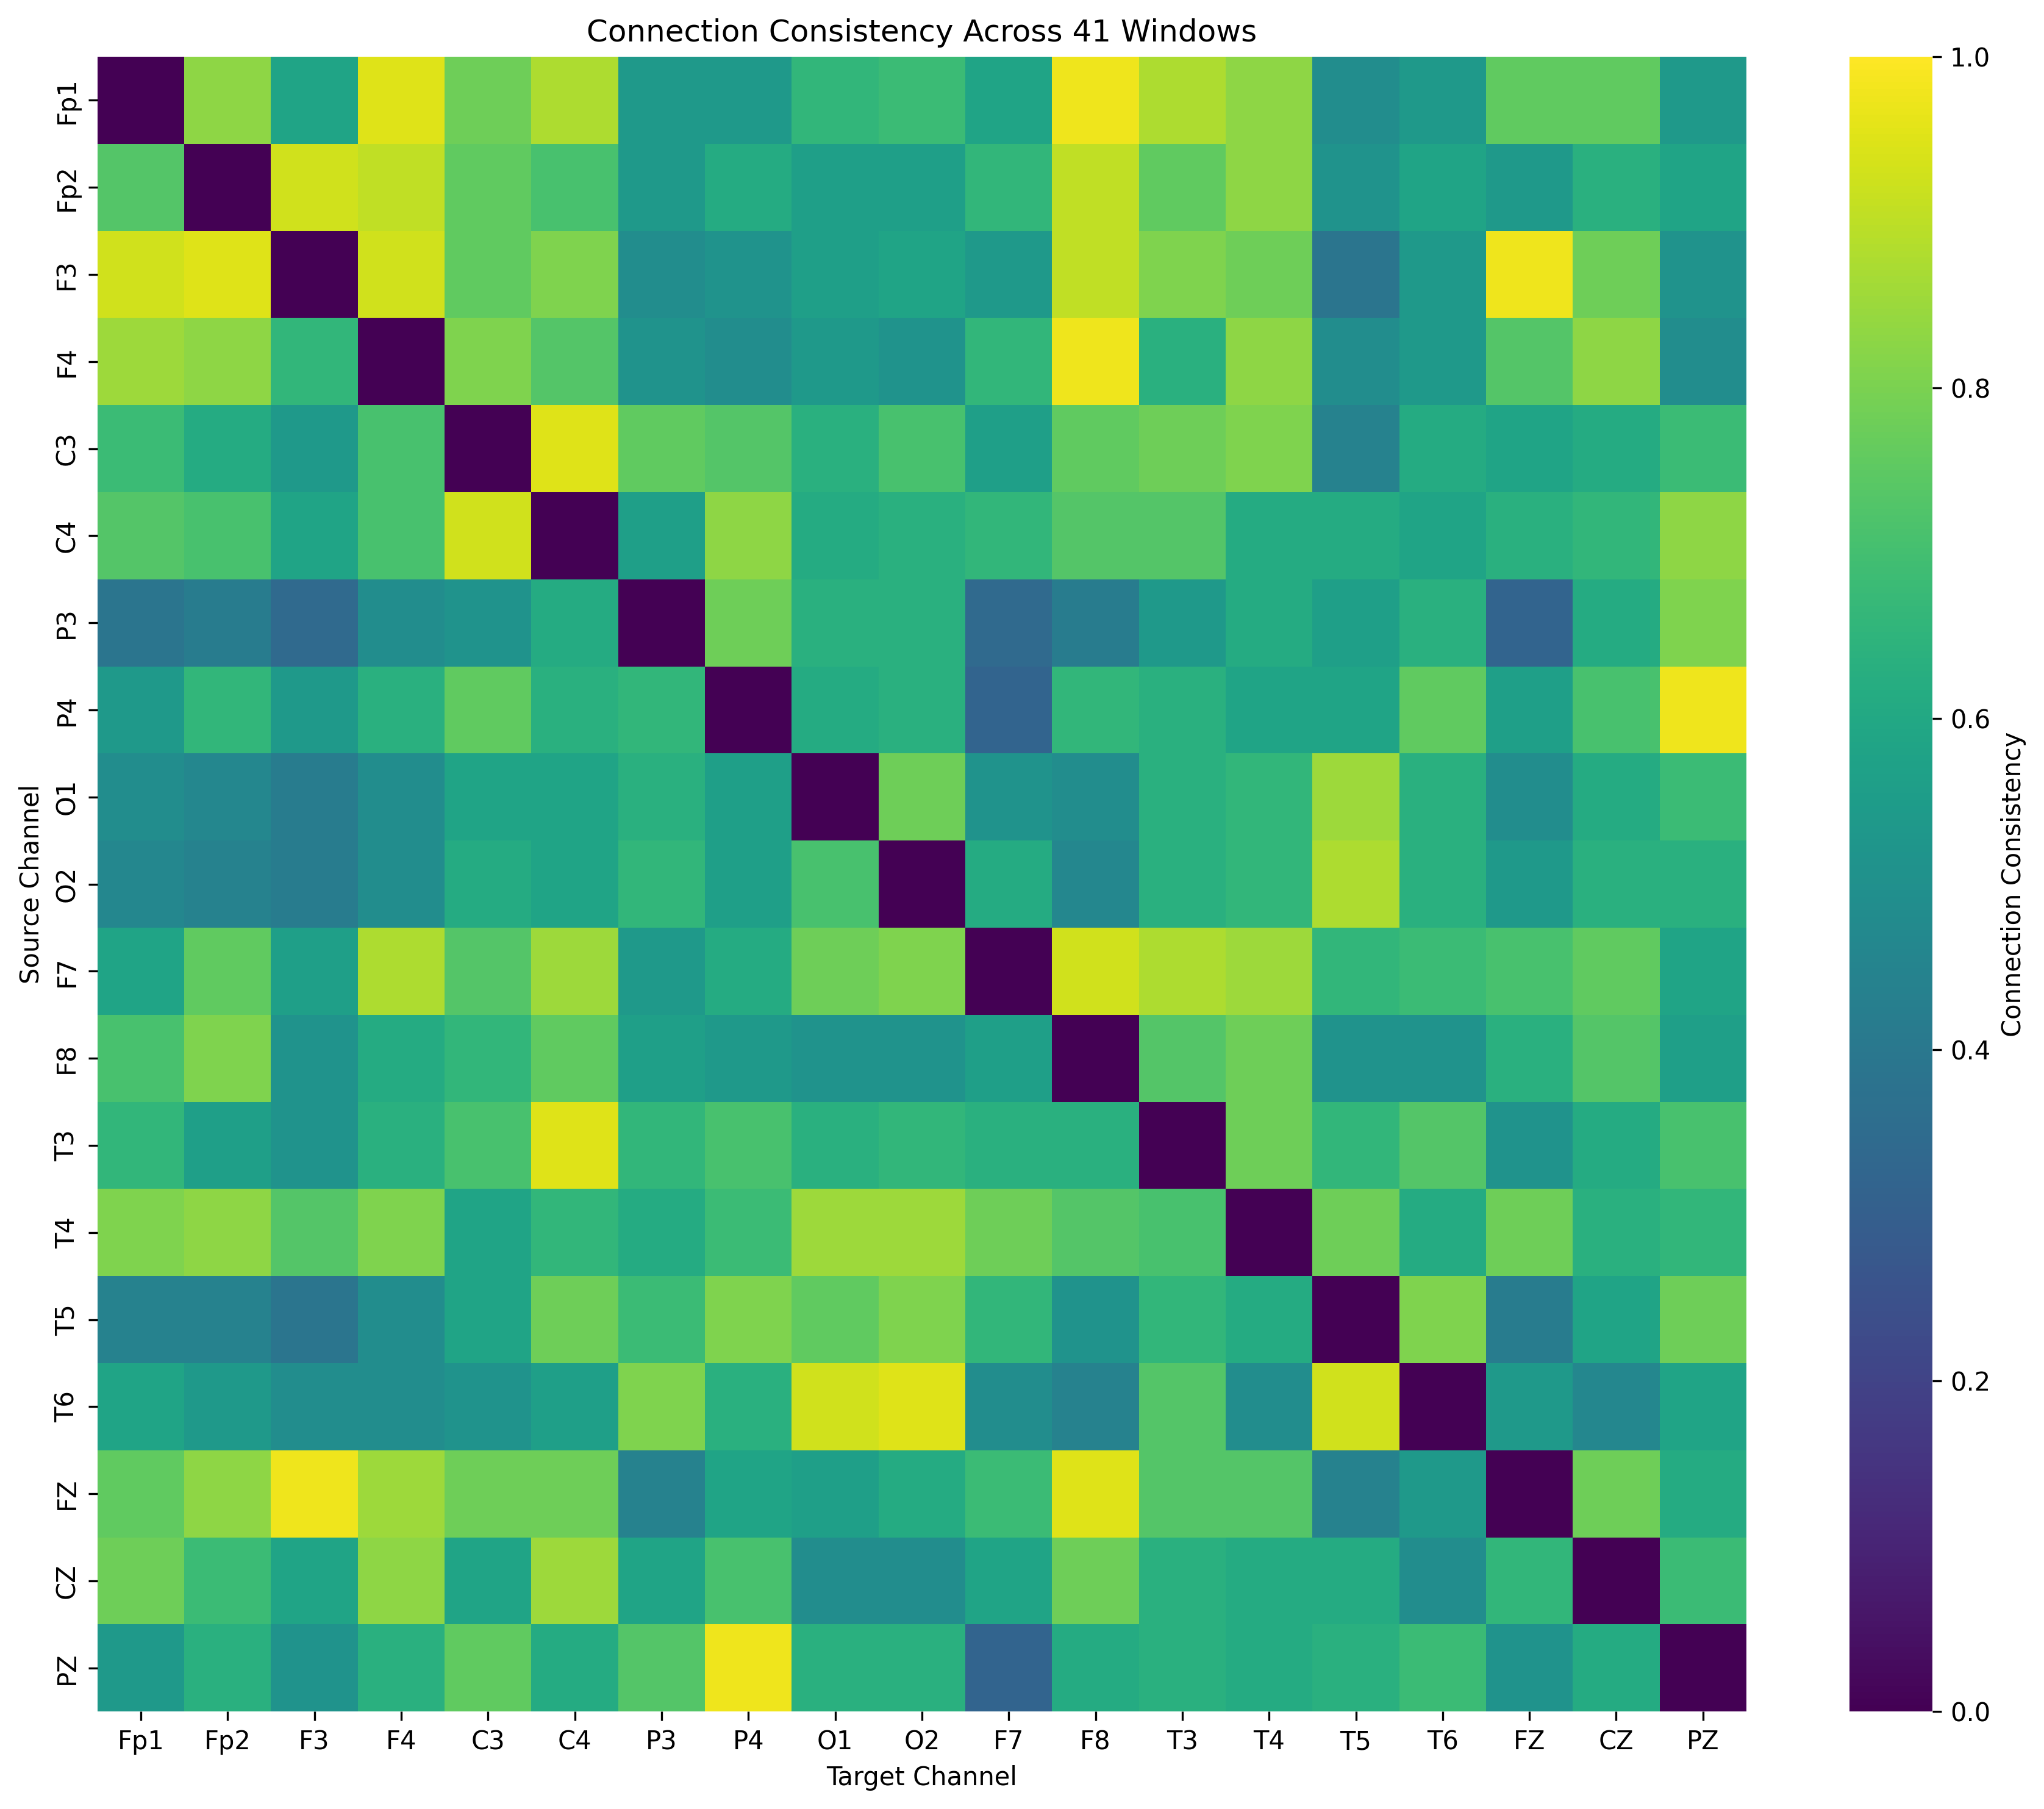 Connection Consistency Across 41 Windows
Source Channel
Fp1
Fp2
F3
F4
C3
C4
P3
P4
O1
O2
F7
F8
T3
T4
T5
T6
FZ
CZ
PZ
Fp1 Fp2 F3 F4 C3 C4 P3 P4 O1 O2 F7 F8 T3 T4 T5 T6 FZ CZ PZ
Target Channel
1.0
0.8
0.6
0.4
0.2
0.0
Connection Consistency